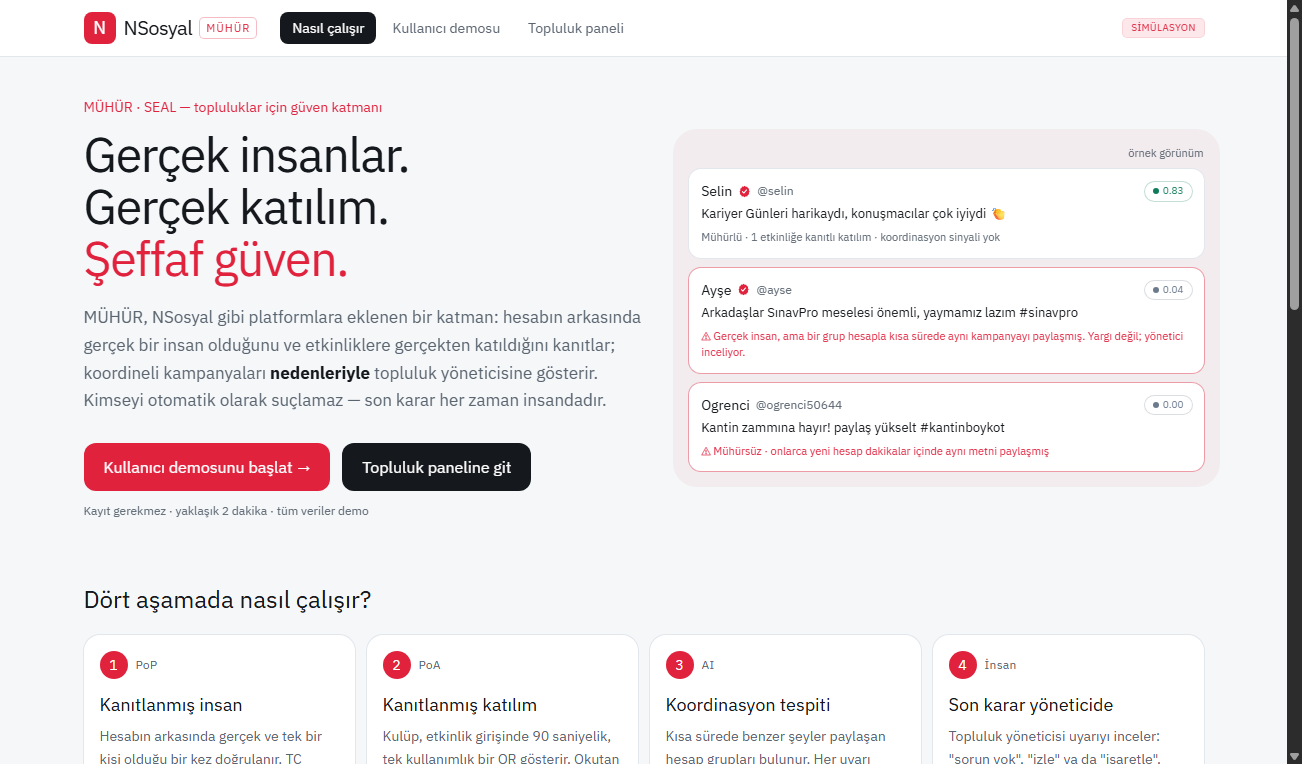 N NSosyal MÜHÜR Nasıl çalışır Kullanıcı demosu Topluluk paneli SİMÜLASYON
MÜHÜR · SEAL — topluluklar için güven katmanı
Gerçek insanlar.
Gerçek katılım.
Şeffaf güven.
MÜHÜR, NSosyal gibi platformlara eklenen bir katman: hesabın arkasında
gerçek bir insan olduğunu ve etkinliklere gerçekten katıldığını kanıtlar;
koordineli kampanyaları nedenleriyle topluluk yöneticisine gösterir.
Kimseyi otomatik olarak suçlamaz — son karar her zaman insandadır.
Kullanıcı demosunu başlat →
Topluluk paneline git
Kayıt gerekmez · yaklaşık 2 dakika · tüm veriler demo
örnek görünüm
Selin @selin 0.83
Kariyer Günleri harikaydı, konuşmacılar çok iyiydi 👏
Mühürlü · 1 etkinliğe kanıtlı katılım · koordinasyon sinyali yok
Ayşe @ayse 0.04
Arkadaşlar SınavPro meselesi önemli, yaymamız lazım #sinavpro
⚠ Gerçek insan, ama bir grup hesapla kısa sürede aynı kampanyayı paylaşmış. Yargı değil; yönetici
inceliyor.
Ogrenci @ogrenci50644 0.00
Kantin zammına hayır! paylaş yükselt #kantinboykot
⚠ Mühürsüz · onlarca yeni hesap dakikalar içinde aynı metni paylaşmış
Dört aşamada nasıl çalışır?
1 PoP
Kanıtlanmış insan
Hesabın arkasında gerçek ve tek bir
kişi olduğu bir kez doğrulanır. TC
2 PoA
Kanıtlanmış katılım
Kulüp, etkinlik girişinde 90 saniyelik,
tek kullanımlık bir QR gösterir. Okutan
3 AI
Koordinasyon tespiti
Kısa sürede benzer şeyler paylaşan
hesap grupları bulunur. Her uyarı
4 İnsan
Son karar yöneticide
Topluluk yöneticisi uyarıyı inceler:
"sorun yok", "izle" ya da "işaretle".